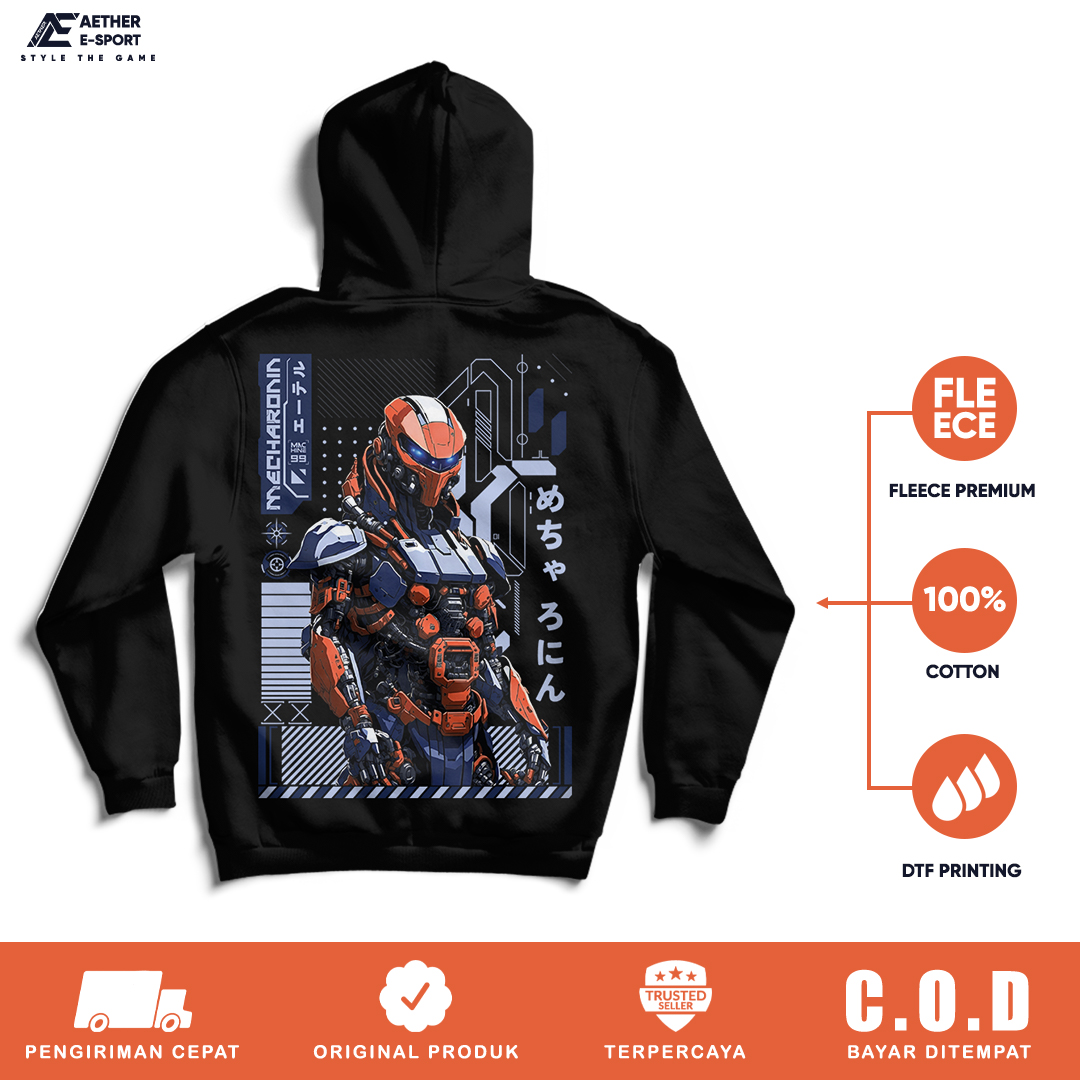 AETHER
E-SPORT
STYLE THE GAME
MECHARONIN
エーテル
MAC
HINE
99
めちゃ ろにん
FLE
ECE
FLEECE PREMIUM
100%
COTTON
DTF PRINTING
PENGIRIMAN CEPAT
ORIGINAL PRODUK
TRUSTED
SELLER
TERPERCAYA
C.O.D
BAYAR DITEMPAT